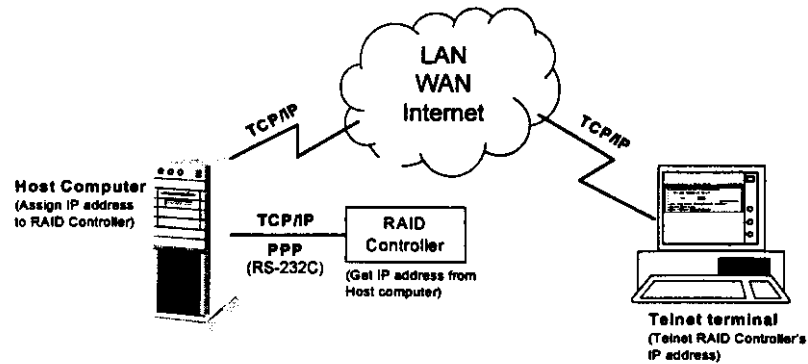 LAN
WAN
Internet
TCP/IP
TCP/IP
Host Computer
(Assign IP address
to RAID Controller)
TCP/IP
PPP
(RS-232C)
RAID
Controller
(Get IP address from
Host computer)
Telnet terminal
(Telnet RAID Controller's
IP address)